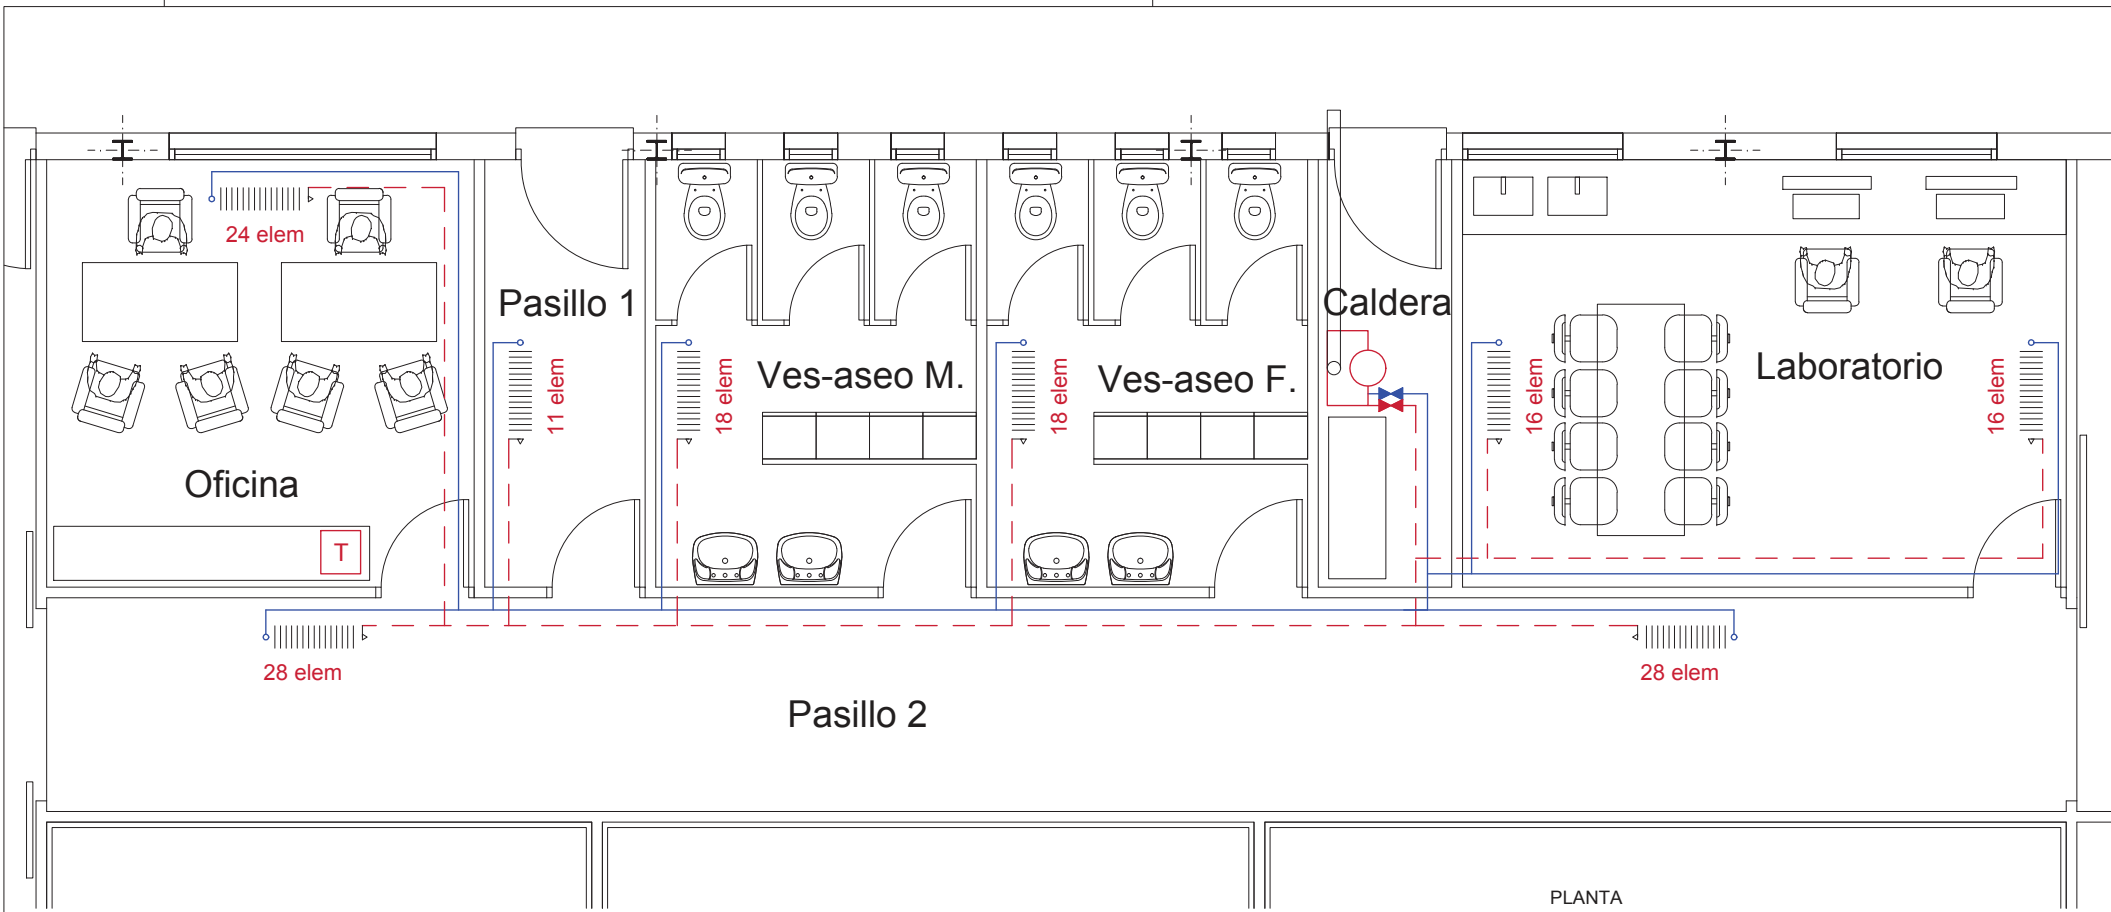 24 elem
Pasillo 1
Caldera
11 elem
18 elem
Ves-aseo M.
18 elem
Ves-aseo F.
16 elem
Laboratorio
16 elem
Oficina
T
28 elem
28 elem
Pasillo 2
PLANTA